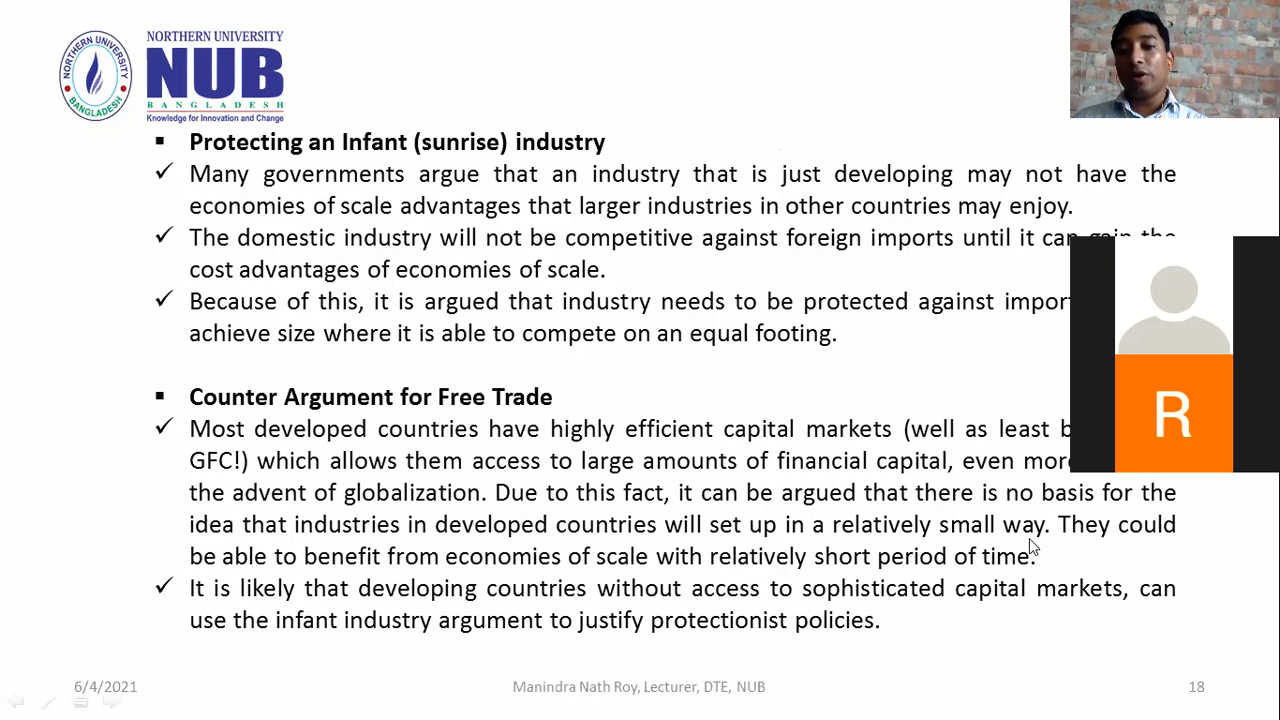 NORTHERN UNIVERSITY
NUB
BANGLADESH
Knowledge for Innovation and Change
NORTHERN UNIVERSITY
BANGLADESH
Protecting an Infant (sunrise) industry
Many governments argue that an industry that is just developing may not have the
economies of scale advantages that larger industries in other countries may enjoy.
The domestic industry will not be competitive against foreign imports until it can gain the
cost advantages of economies of scale.
Because of this, it is argued that industry needs to be protected against
achieve size where it is able to compete on an equal footing.
Counter Argument for Free Trade
Most developed countries have highly efficient capital markets (well as least
GFC!) which allows them access to large amounts of financial capital, even
the advent of globalization. Due to this fact, it can be argued that there is no basis for the
idea that industries in developed countries will set up in a relatively small way. They could
be able to benefit from economies of scale with relatively short period of time.
It is likely that developing countries without access to sophisticated capital markets, can
use the infant industry argument to justify protectionist policies.
R
6/4/2021
Manindra Nath Roy, Lecturer, DTE, NUB
18